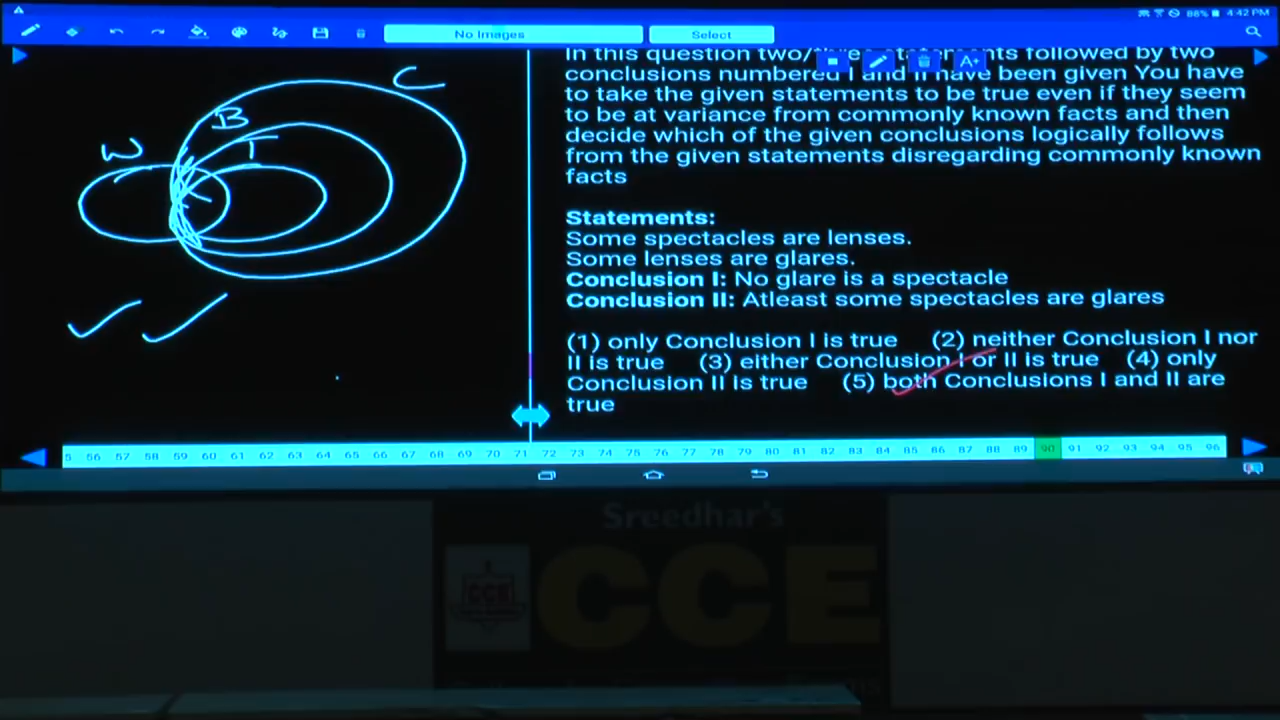 88% 4:42 PM
No Images Select
A+
C
B
W
I
In this question two/three statements followed by two
conclusions numbered I and II have been given You have
to take the given statements to be true even if they seem
to be at variance from commonly known facts and then
decide which of the given conclusions logically follows
from the given statements disregarding commonly known
facts
Statements:
Some spectacles are lenses.
Some lenses are glares.
Conclusion I: No glare is a spectacle
Conclusion II: Atleast some spectacles are glares
(1) only Conclusion I is true (2) neither Conclusion I nor
II is true (3) either Conclusion I or II is true (4) only
Conclusion II is true (5) both Conclusions I and II are
true
5 56 57 58 59 60 61 62 63 64 65 66 67 68 69 70 71 72 73 74 75 76 77 78 79 80 81 82 83 84 85 86 87 88 89 90 91 92 93 94 95 96
Sreedhar's
CCE
CCE